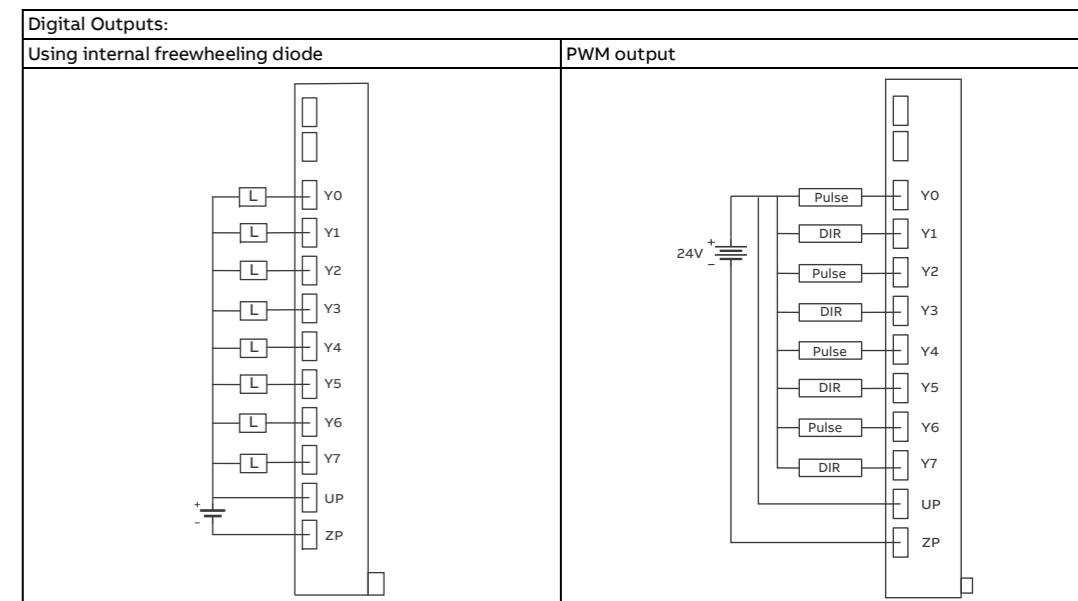 Digital Outputs:
Using internal freewheeling diode
PWM output
L Y0
L Y1
L Y2
L Y3
L Y4
L Y5
L Y6
L Y7
+ UP
- ZP
Pulse Y0
DIR Y1
24V + -
Pulse Y2
DIR Y3
Pulse Y4
DIR Y5
Pulse Y6
DIR Y7
UP
ZP